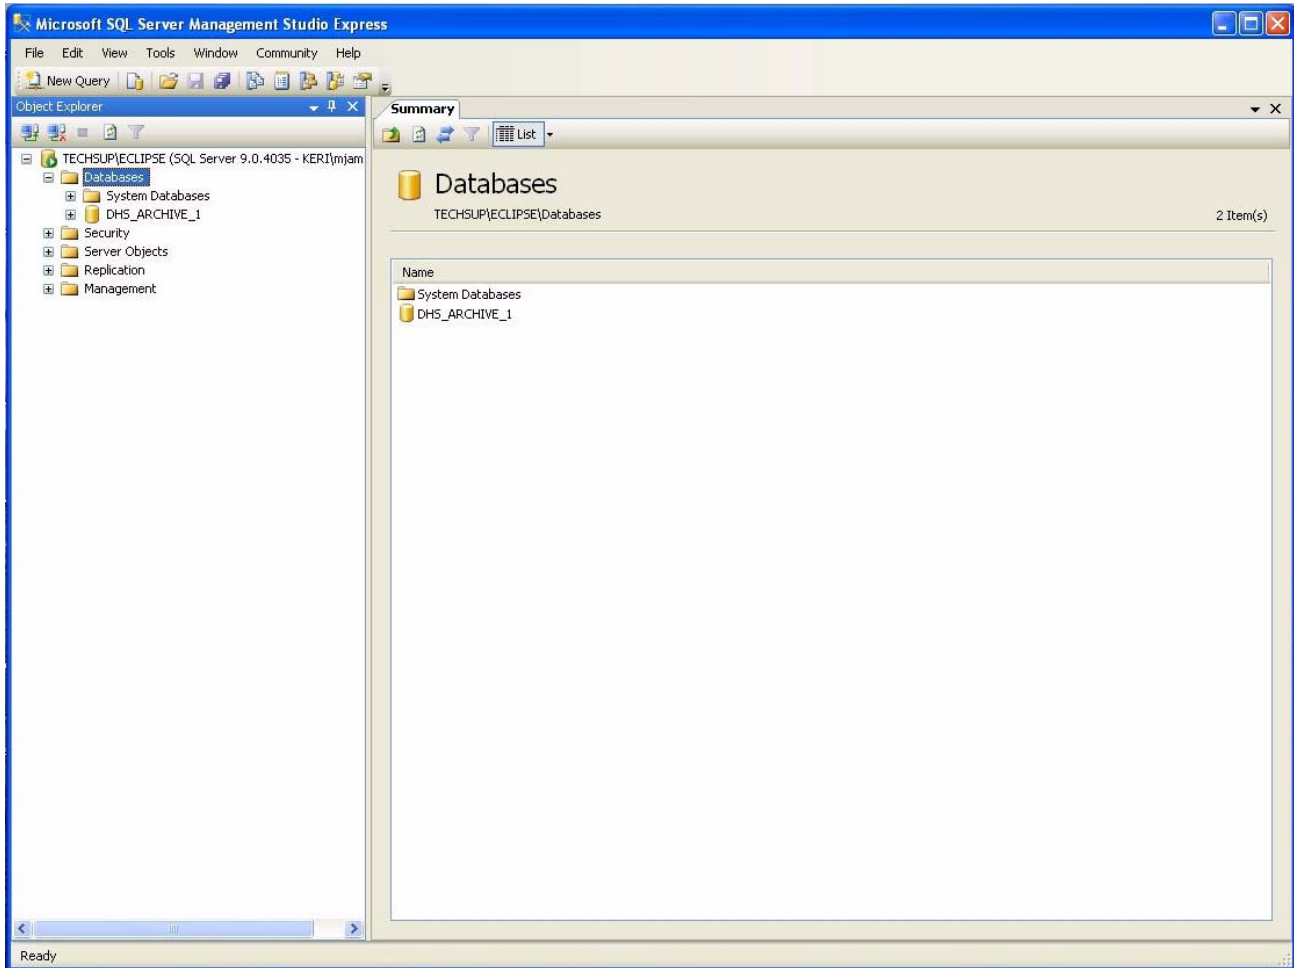 Microsoft SQL Server Management Studio Express
File Edit View Tools Window Community Help
New Query
Object Explorer
TECHSUP\ECLIPSE (SQL Server 9.0.4035 - KERI\mjam
Databases
System Databases
DHS_ARCHIVE_1
Security
Server Objects
Replication
Management
Summary
List
Databases
TECHSUP\ECLIPSE\Databases
2 Item(s)
Name
System Databases
DHS_ARCHIVE_1
Ready